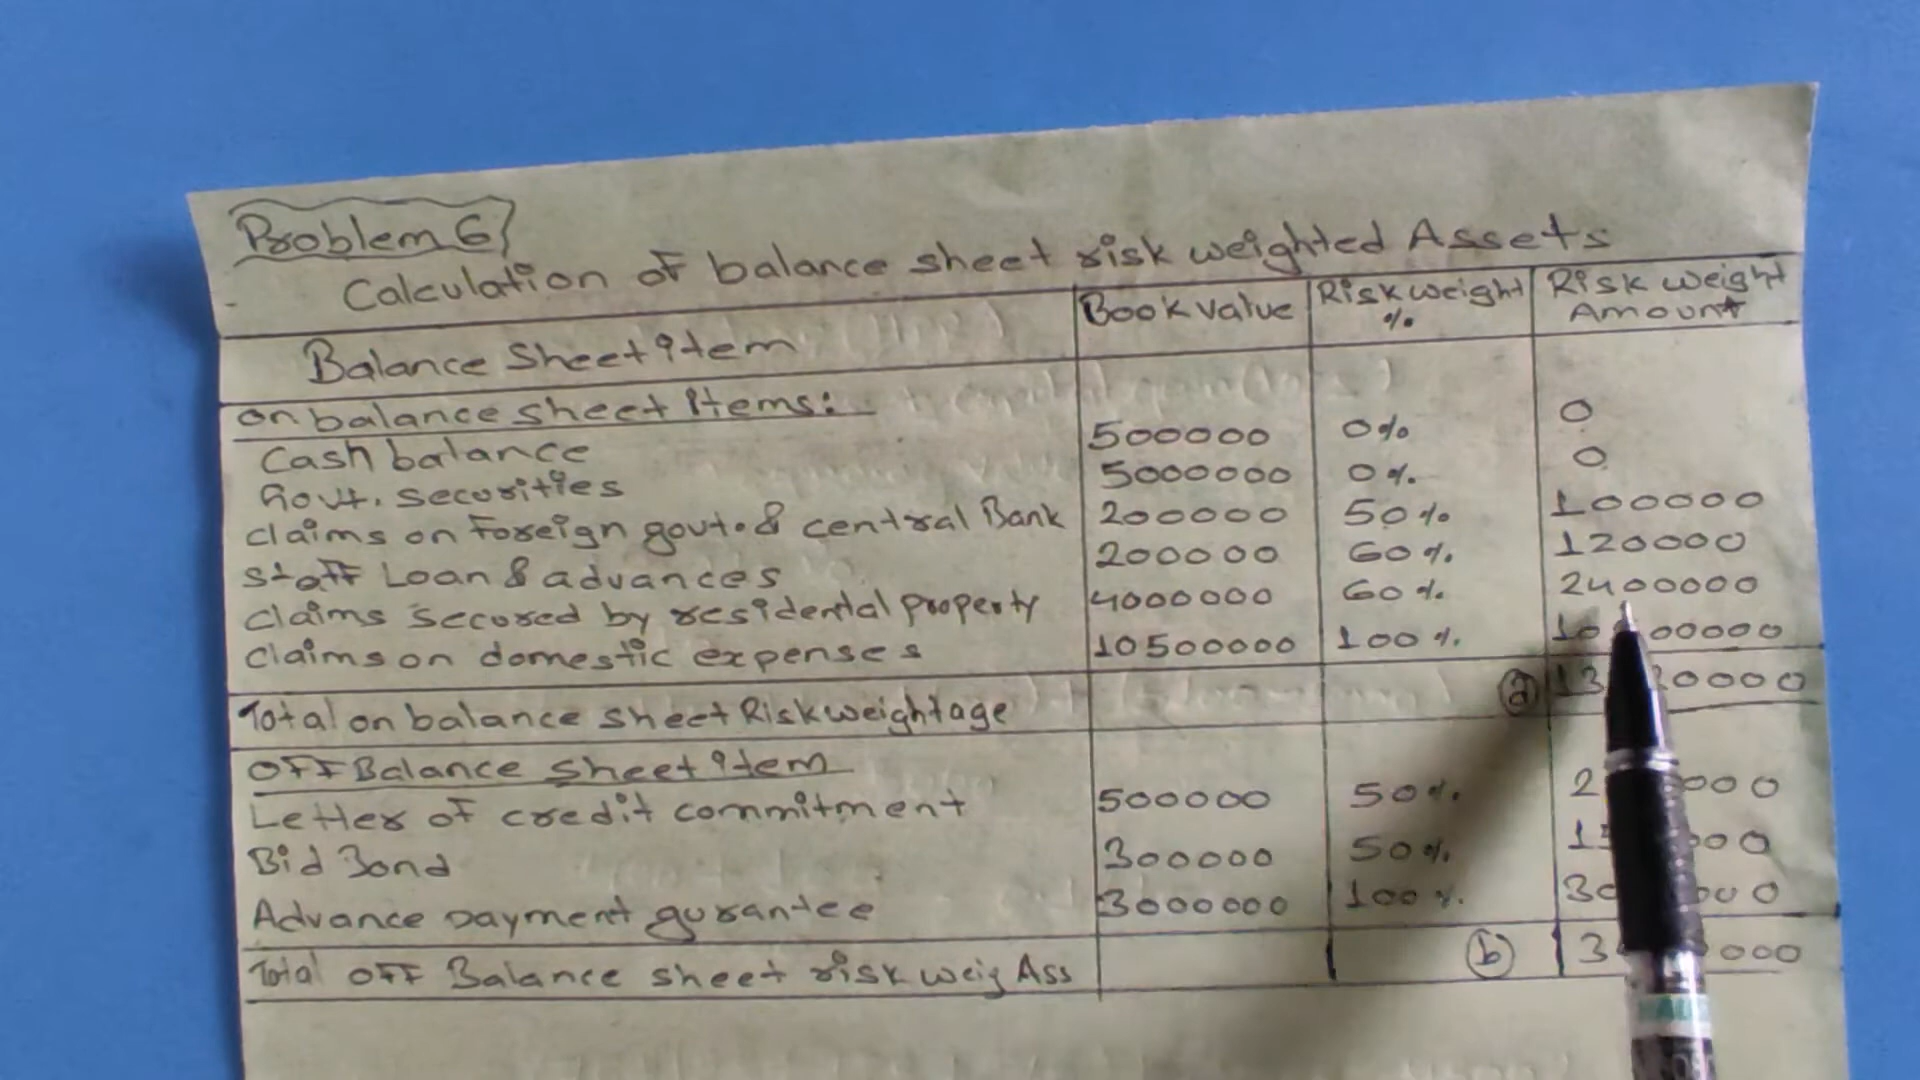 Problem 6
Calculation of balance sheet risk weighted Assets
Balance Sheet item Book value Risk weight % Risk weight Amount
on balance sheet items:
Cash balance 500000 0% 0
Govt. securities 5000000 0% 0
claims on Foreign govt. & central Bank 200000 50% 100000
staff Loan & advances 200000 60% 120000
claims secured by residental property 4000000 60% 2400000
claims on domestic expenses 10500000 100%
Total on balance sheet Risk weightage a
OFF Balance sheet item
Letter of credit commitment 500000 50%
Bid Bond 300000 50%
Advance payment gurantee 3000000 100%
Total OFF Balance sheet risk weig Ass b